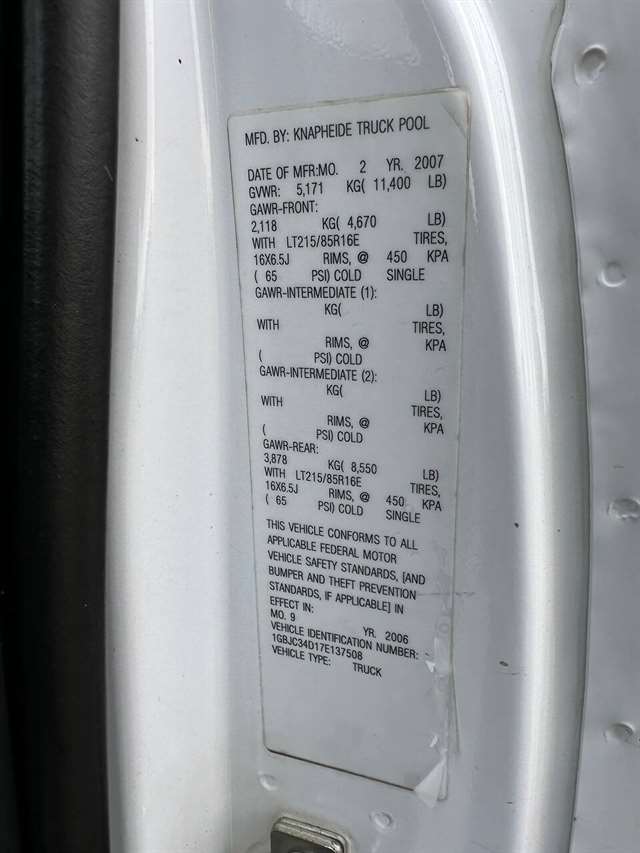 MFD. BY: KNAPHEIDE TRUCK POOL
DATE OF MFR:MO. 2 YR. 2007
GVWR: 5,171 KG( 11,400 LB)
GAWR-FRONT:
2,118 KG( 4,670 LB)
WITH LT215/85R16E TIRES,
16X6.5J RIMS, @ 450 KPA
( 65 PSI) COLD SINGLE
GAWR-INTERMEDIATE (1):
KG( LB)
WITH TIRES,
RIMS, @ KPA
( PSI) COLD
GAWR-INTERMEDIATE (2):
KG( LB)
WITH TIRES,
RIMS, @ KPA
( PSI) COLD
GAWR-REAR:
3,878 KG( 8,550 LB)
WITH LT215/85R16E TIRES,
16X6.5J RIMS, @ 450 KPA
( 65 PSI) COLD SINGLE
THIS VEHICLE CONFORMS TO ALL
APPLICABLE FEDERAL MOTOR
VEHICLE SAFETY STANDARDS, [AND
BUMPER AND THEFT PREVENTION
STANDARDS, IF APPLICABLE] IN
EFFECT IN:
MO. 9 YR. 2006
VEHICLE IDENTIFICATION NUMBER:
1GBJC34D17E137508
VEHICLE TYPE: TRUCK